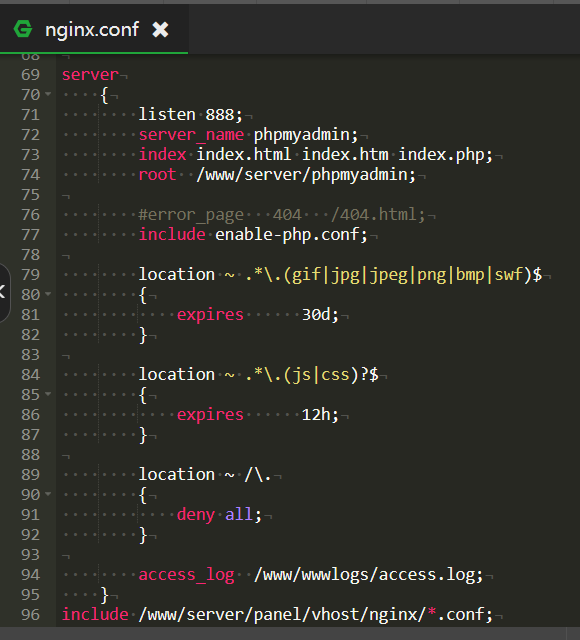 nginx.conf
68
69 server
70 {
71 listen 888;
72 server_name phpmyadmin;
73 index index.html index.htm index.php;
74 root  /www/server/phpmyadmin;
75
76 #error_page   404   /404.html;
77 include enable-php.conf;
78
79 location ~ .*\.(gif|jpg|jpeg|png|bmp|swf)$
80 {
81 expires      30d;
82 }
83
84 location ~ .*\.(js|css)?$
85 {
86 expires      12h;
87 }
88
89 location ~ /\.
90 {
91 deny all;
92 }
93
94 access_log  /www/wwwlogs/access.log;
95 }
96 include /www/server/panel/vhost/nginx/*.conf;